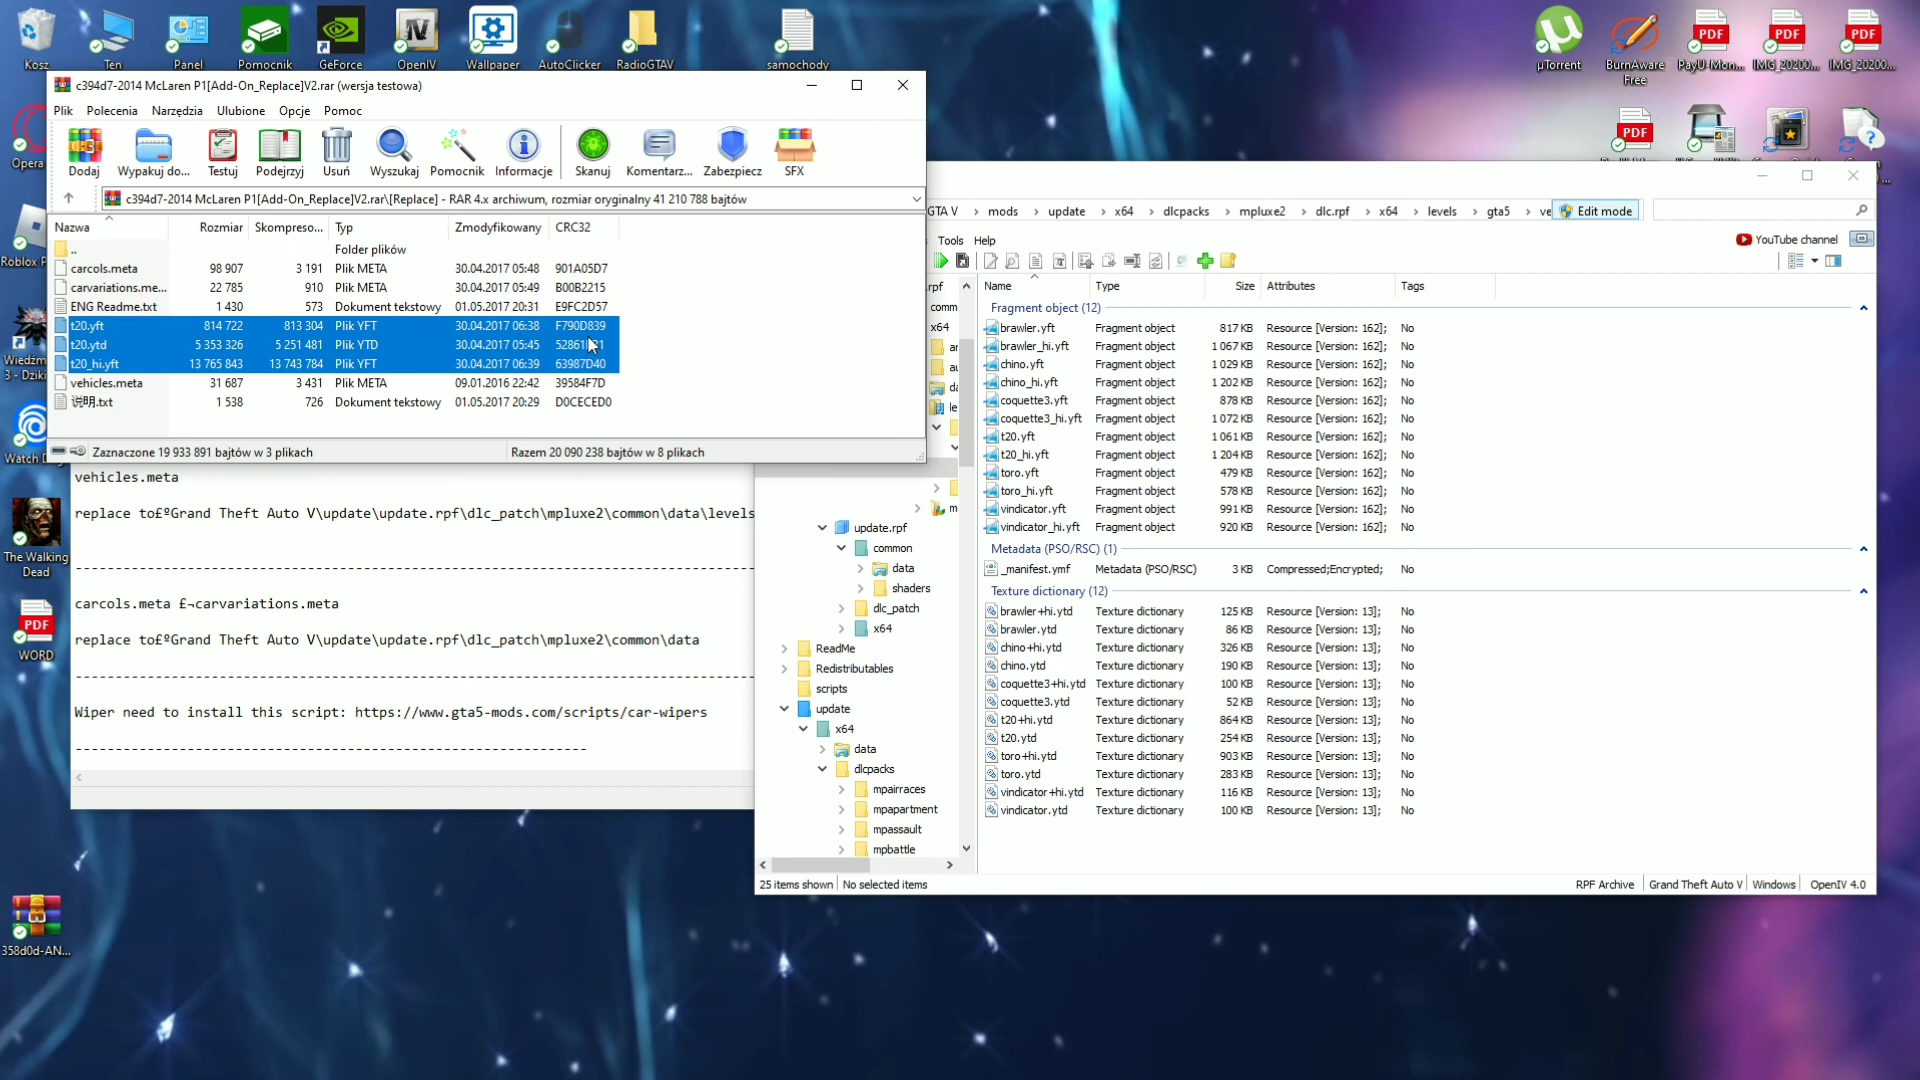 Kosz
Ten
Panel
Pomocnik
GeForce
OpenIV
Wallpaper
AutoClicker
RadioGTAV
samochody
µTorrent
BurnAware Free
PayU-Mon...
IMG_20200...
IMG_20200...
c394d7-2014 McLaren P1[Add-On_Replace]V2.rar (wersja testowa)
Plik Polecenia Narzędzia Ulubione Opcje Pomoc
Dodaj Wypakuj do... Testuj Podejrzyj Usuń Wyszukaj Pomocnik Informacje Skanuj Komentarz... Zabezpiecz SFX
c394d7-2014 McLaren P1[Add-On_Replace]V2.rar\[Replace] - RAR 4.x archiwum, rozmiar oryginalny 41 210 788 bajtów
Nazwa Rozmiar Skompreso... Typ Zmodyfikowany CRC32
.. Folder plików
carcols.meta 98 907 3 191 Plik META 30.04.2017 05:48 901A05D7
carvariations.me... 22 785 910 Plik META 30.04.2017 05:49 B00B2215
ENG Readme.txt 1 430 573 Dokument tekstowy 01.05.2017 20:31 E9FC2D57
t20.yft 814 722 813 304 Plik YFT 30.04.2017 06:38 F790D839
t20.ytd 5 353 326 5 251 481 Plik YTD 30.04.2017 05:45
t20_hi.yft 13 765 843 13 743 784 Plik YFT 30.04.2017 06:39 63987D40
vehicles.meta 31 687 3 431 Plik META 09.01.2016 22:42 39584F7D
说明.txt 1 538 726 Dokument tekstowy 01.05.2017 20:29 D0CECED0
Zaznaczone 19 933 891 bajtów w 3 plikach Razem 20 090 238 bajtów w 8 plikach
Opera
Roblox P
Wiedźm
3 - Dziki
Watch D
The Walking Dead
PDF
WORD
358d0d-AN...
vehicles.meta
replace to£ºGrand Theft Auto V\update\update.rpf\dlc_patch\mpluxe2\common\data\levels
carcols.meta £¬carvariations.meta
replace to£ºGrand Theft Auto V\update\update.rpf\dlc_patch\mpluxe2\common\data
Wiper need to install this script: https://www.gta5-mods.com/scripts/car-wipers
GTA V mods update x64 dlcpacks mpluxe2 dlc.rpf x64 levels gta5 ve Edit mode
Tools Help YouTube channel
.rpf
comm
x64
ar
au
da
le
m
update.rpf
common
data
shaders
dlc_patch
x64
ReadMe
Redistributables
scripts
update
x64
data
dlcpacks
mpairraces
mpapartment
mpassault
mpbattle
Name Type Size Attributes Tags
Fragment object (12)
brawler.yft Fragment object 817 KB Resource [Version: 162]; No
brawler_hi.yft Fragment object 1 067 KB Resource [Version: 162]; No
chino.yft Fragment object 1 029 KB Resource [Version: 162]; No
chino_hi.yft Fragment object 1 202 KB Resource [Version: 162]; No
coquette3.yft Fragment object 878 KB Resource [Version: 162]; No
coquette3_hi.yft Fragment object 1 072 KB Resource [Version: 162]; No
t20.yft Fragment object 1 061 KB Resource [Version: 162]; No
t20_hi.yft Fragment object 1 204 KB Resource [Version: 162]; No
toro.yft Fragment object 479 KB Resource [Version: 162]; No
toro_hi.yft Fragment object 578 KB Resource [Version: 162]; No
vindicator.yft Fragment object 991 KB Resource [Version: 162]; No
vindicator_hi.yft Fragment object 920 KB Resource [Version: 162]; No
Metadata (PSO/RSC) (1)
_manifest.ymf Metadata (PSO/RSC) 3 KB Compressed;Encrypted; No
Texture dictionary (12)
brawler+hi.ytd Texture dictionary 125 KB Resource [Version: 13]; No
brawler.ytd Texture dictionary 86 KB Resource [Version: 13]; No
chino+hi.ytd Texture dictionary 326 KB Resource [Version: 13]; No
chino.ytd Texture dictionary 190 KB Resource [Version: 13]; No
coquette3+hi.ytd Texture dictionary 100 KB Resource [Version: 13]; No
coquette3.ytd Texture dictionary 52 KB Resource [Version: 13]; No
t20+hi.ytd Texture dictionary 864 KB Resource [Version: 13]; No
t20.ytd Texture dictionary 254 KB Resource [Version: 13]; No
toro+hi.ytd Texture dictionary 903 KB Resource [Version: 13]; No
toro.ytd Texture dictionary 283 KB Resource [Version: 13]; No
vindicator+hi.ytd Texture dictionary 116 KB Resource [Version: 13]; No
vindicator.ytd Texture dictionary 100 KB Resource [Version: 13]; No
25 items shown No selected items RPF Archive Grand Theft Auto V Windows OpenIV 4.0